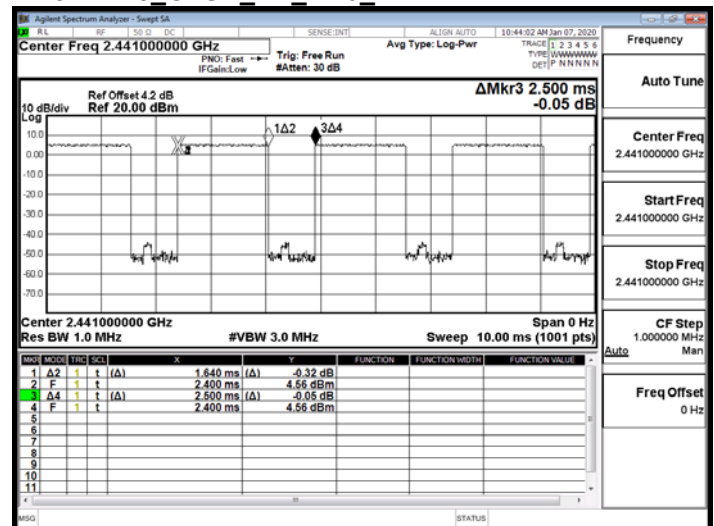 Agilent Spectrum Analyzer - Swept SA
RL RF 50 Ω DC SENSE:INT ALIGN AUTO 10:44:02 AM Jan 07, 2020
Center Freq 2.441000000 GHz
PNO: Fast
IFGain:Low
Trig: Free Run
#Atten: 30 dB
Avg Type: Log-Pwr
TRACE 1 2 3 4 5 6
TYPE WWWWWW
DET P N N N N N
Ref Offset 4.2 dB
Ref 20.00 dBm
10 dB/div
Log
ΔMkr3 2.500 ms
-0.05 dB
1Δ2
3Δ4
10.0
0.00
-10.0
-20.0
-30.0
-40.0
-50.0
-60.0
-70.0
Center 2.441000000 GHz Span 0 Hz
Res BW 1.0 MHz #VBW 3.0 MHz Sweep 10.00 ms (1001 pts)
MKR MODE TRC SCL X Y FUNCTION FUNCTION WIDTH FUNCTION VALUE
1 Δ2 1 t (Δ) 1.640 ms (Δ) -0.32 dB
2 F 1 t 2.400 ms 4.56 dBm
3 Δ4 1 t (Δ) 2.500 ms (Δ) -0.05 dB
4 F 1 t 2.400 ms 4.56 dBm
5
6
7
8
9
10
11
MSG STATUS
Frequency
Auto Tune
Center Freq
2.441000000 GHz
Start Freq
2.441000000 GHz
Stop Freq
2.441000000 GHz
CF Step
1.000000 MHz
Auto Man
Freq Offset
0 Hz